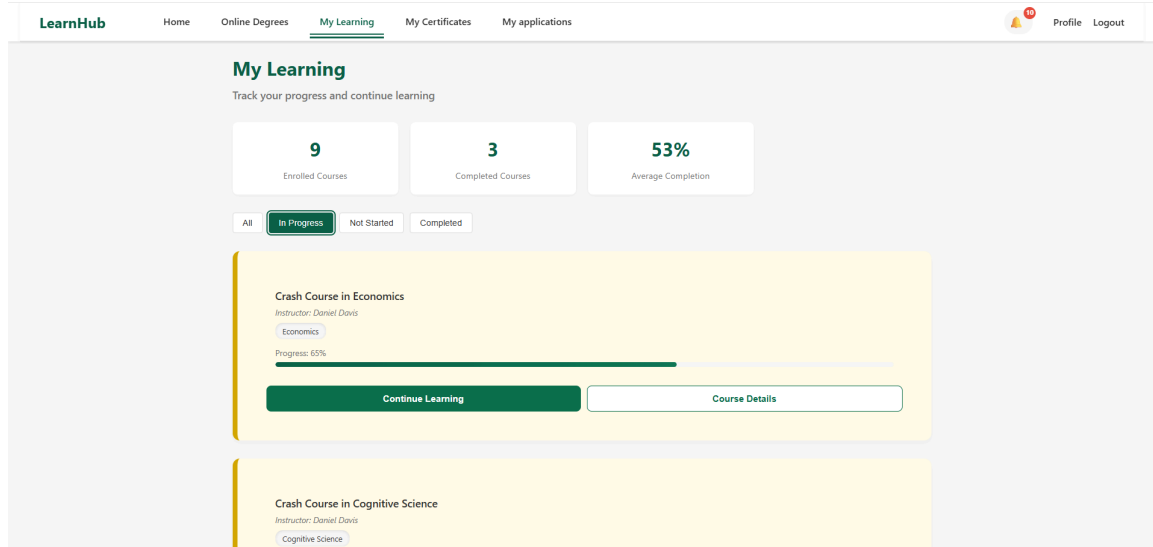 LearnHub Home Online Degrees My Learning My Certificates My applications 10 Profile Logout
My Learning
Track your progress and continue learning
9 3 53%
Enrolled Courses Completed Courses Average Completion
All In Progress Not Started Completed
Crash Course in Economics
Instructor: Daniel Davis
Economics
Progress: 65%
Continue Learning Course Details
Crash Course in Cognitive Science
Instructor: Daniel Davis
Cognitive Science